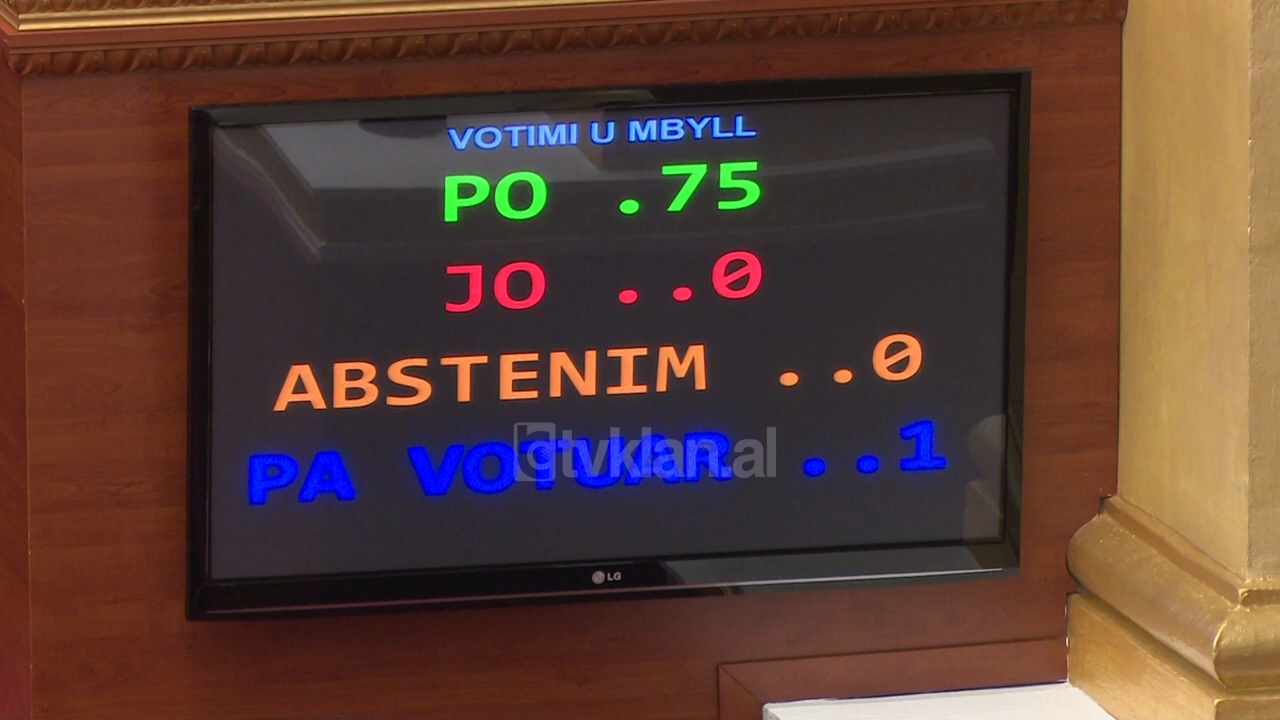 VOTIMI U MBYLL
PO .75
JO ..0
ABSTENIM ..0
PA VOTUAR ..1
tvklan.al
LG